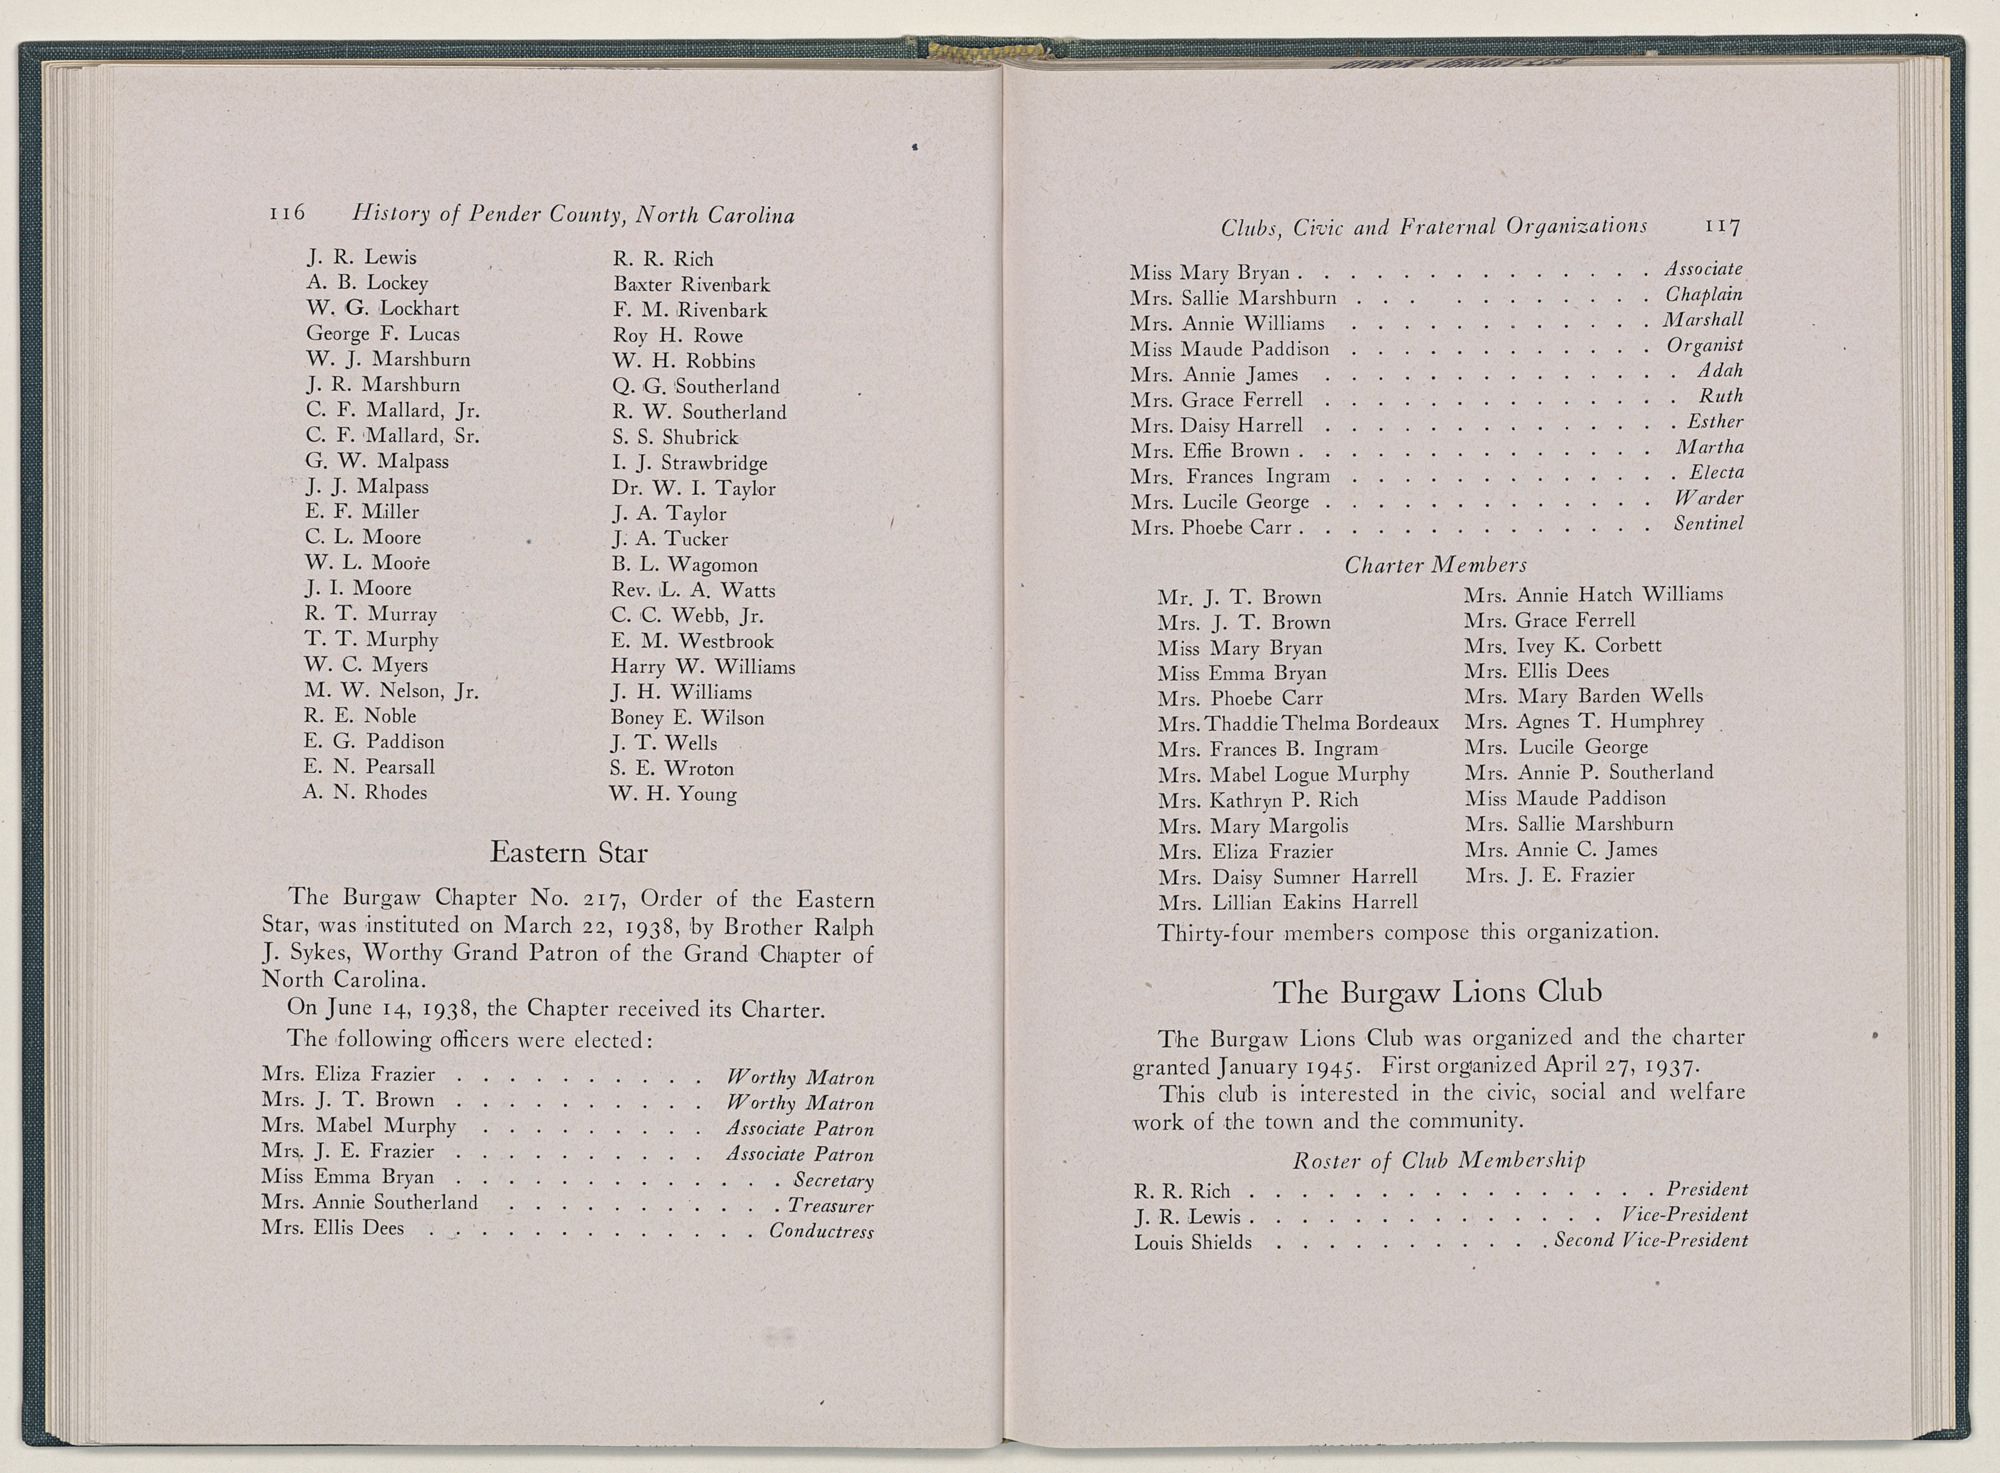 116 History of Pender County, North Carolina
J. R. Lewis
A. B. Lockey
W. G. Lockhart
George F. Lucas
W. J. Marshburn
J. R. Marshburn
C. F. Mallard, Jr.
C. F. Mallard, Sr.
G. W. Malpass
J. J. Malpass
E. F. Miller
C. L. Moore
W. L. Moore
J. I. Moore
R. T. Murray
T. T. Murphy
W. C. Myers
M. W. Nelson, Jr.
R. E. Noble
E. G. Paddison
E. N. Pearsall
A. N. Rhodes
R. R. Rich
Baxter Rivenbark
F. M. Rivenbark
Roy H. Rowe
W. H. Robbins
Q. G. Southerland
R. W. Southerland
S. S. Shubrick
I. J. Strawbridge
Dr. W. I. Taylor
J. A. Taylor
J. A. Tucker
B. L. Wagomon
Rev. L. A. Watts
C. C. Webb, Jr.
E. M. Westbrook
Harry W. Williams
J. H. Williams
Boney E. Wilson
J. T. Wells
S. E. Wroton
W. H. Young
Eastern Star
The Burgaw Chapter No. 217, Order of the Eastern
Star, was instituted on March 22, 1938, by Brother Ralph
J. Sykes, Worthy Grand Patron of the Grand Chapter of
North Carolina.
On June 14, 1938, the Chapter received its Charter.
The following officers were elected:
Mrs. Eliza Frazier . . . . . . . . . . Worthy Matron
Mrs. J. T. Brown . . . . . . . . . . Worthy Matron
Mrs. Mabel Murphy . . . . . . . . . Associate Patron
Mrs. J. E. Frazier . . . . . . . . . . Associate Patron
Miss Emma Bryan . . . . . . . . . . . . . Secretary
Mrs. Annie Southerland . . . . . . . . . . . Treasurer
Mrs. Ellis Dees . . . . . . . . . . . . . Conductress
Clubs, Civic and Fraternal Organizations 117
Miss Mary Bryan . . . . . . . . . . . . . . Associate
Mrs. Sallie Marshburn . . . . . . . . . . . Chaplain
Mrs. Annie Williams . . . . . . . . . . . . Marshall
Miss Maude Paddison . . . . . . . . . . . . Organist
Mrs. Annie James . . . . . . . . . . . . . . Adah
Mrs. Grace Ferrell . . . . . . . . . . . . . . Ruth
Mrs. Daisy Harrell . . . . . . . . . . . . . . Esther
Mrs. Effie Brown . . . . . . . . . . . . . . Martha
Mrs. Frances Ingram . . . . . . . . . . . . . Electa
Mrs. Lucile George . . . . . . . . . . . . . Warder
Mrs. Phoebe Carr . . . . . . . . . . . . . . Sentinel
Charter Members
Mr. J. T. Brown
Mrs. J. T. Brown
Miss Mary Bryan
Miss Emma Bryan
Mrs. Phoebe Carr
Mrs. Thaddie Thelma Bordeaux
Mrs. Frances B. Ingram
Mrs. Mabel Logue Murphy
Mrs. Kathryn P. Rich
Mrs. Mary Margolis
Mrs. Eliza Frazier
Mrs. Daisy Sumner Harrell
Mrs. Lillian Eakins Harrell
Mrs. Annie Hatch Williams
Mrs. Grace Ferrell
Mrs. Ivey K. Corbett
Mrs. Ellis Dees
Mrs. Mary Barden Wells
Mrs. Agnes T. Humphrey
Mrs. Lucile George
Mrs. Annie P. Southerland
Miss Maude Paddison
Mrs. Sallie Marshburn
Mrs. Annie C. James
Mrs. J. E. Frazier
Thirty-four members compose this organization.
The Burgaw Lions Club
The Burgaw Lions Club was organized and the charter
granted January 1945. First organized April 27, 1937.
This club is interested in the civic, social and welfare
work of the town and the community.
Roster of Club Membership
R. R. Rich . . . . . . . . . . . . . . . . President
J. R. Lewis . . . . . . . . . . . . . . Vice-President
Louis Shields . . . . . . . . . . . Second Vice-President